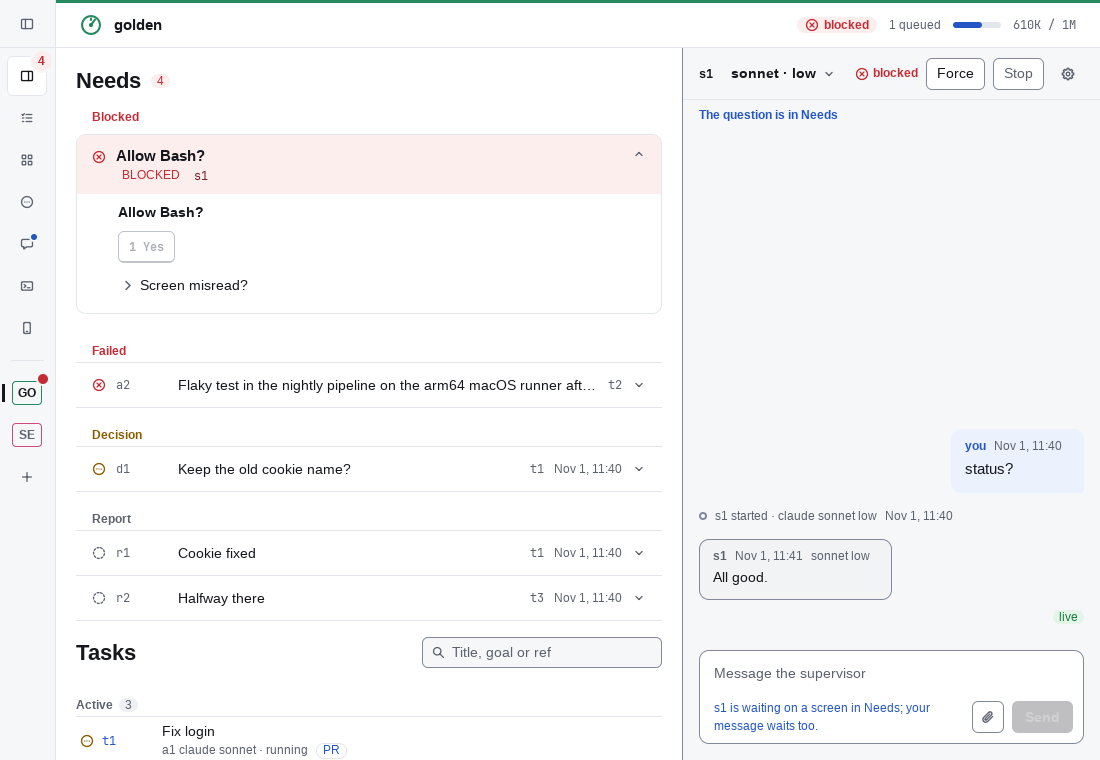 golden
blocked
1 queued
610K / 1M
4
Needs 4
Blocked
Allow Bash?
BLOCKED s1
Allow Bash?
1 Yes
Screen misread?
Failed
a2 Flaky test in the nightly pipeline on the arm64 macOS runner aft… t2
Decision
d1 Keep the old cookie name? t1 Nov 1, 11:40
Report
r1 Cookie fixed t1 Nov 1, 11:40
r2 Halfway there t3 Nov 1, 11:40
Tasks
Title, goal or ref
Active 3
t1 Fix login
a1 claude sonnet · running PR
GO
SE
s1 sonnet · low blocked Force Stop
The question is in Needs
you Nov 1, 11:40
status?
s1 started · claude sonnet low Nov 1, 11:40
s1 Nov 1, 11:41 sonnet low
All good.
live
Message the supervisor
s1 is waiting on a screen in Needs; your
message waits too.
Send